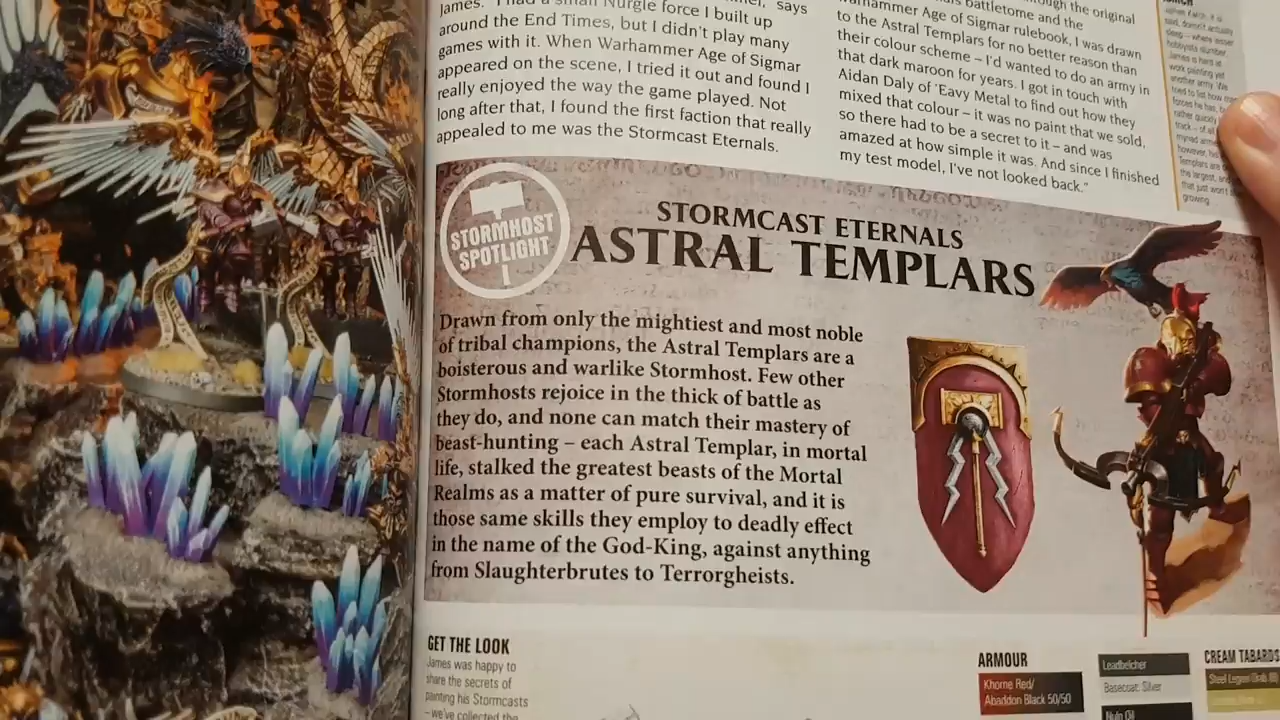 James. "I had a small Nurgle force I built up
around the End Times, but I didn't play many
games with it. When Warhammer Age of Sigmar
appeared on the scene, I tried it out and found I
really enjoyed the way the game played. Not
long after that, I found the first faction that really
appealed to me was the Stormcast Eternals.
through the original
battletome and the
Warhammer Age of Sigmar rulebook, I was drawn
to the Astral Templars for no better reason than
their colour scheme – I'd wanted to do an army in
that dark maroon for years. I got in touch with
Aidan Daly of 'Eavy Metal to find out how they
mixed that colour – it was no paint that we sold,
so there had to be a secret to it – and was
amazed at how simple it was. And since I finished
my test model, I've not looked back."
STORMHOST
SPOTLIGHT
STORMCAST ETERNALS
ASTRAL TEMPLARS
Drawn from only the mightiest and most noble
of tribal champions, the Astral Templars are a
boisterous and warlike Stormhost. Few other
Stormhosts rejoice in the thick of battle as
they do, and none can match their mastery of
beast-hunting – each Astral Templar, in mortal
life, stalked the greatest beasts of the Mortal
Realms as a matter of pure survival, and it is
those same skills they employ to deadly effect
in the name of the God-King, against anything
from Slaughterbrutes to Terrorgheists.
GET THE LOOK
James was happy to
share the secrets of
painting his Stormcasts
– we've collected the
ARMOUR
Khorne Red/
Abaddon Black 50/50
Leadbelcher
Basecoat: Silver
Nuln Oil
CREAM TABARDS